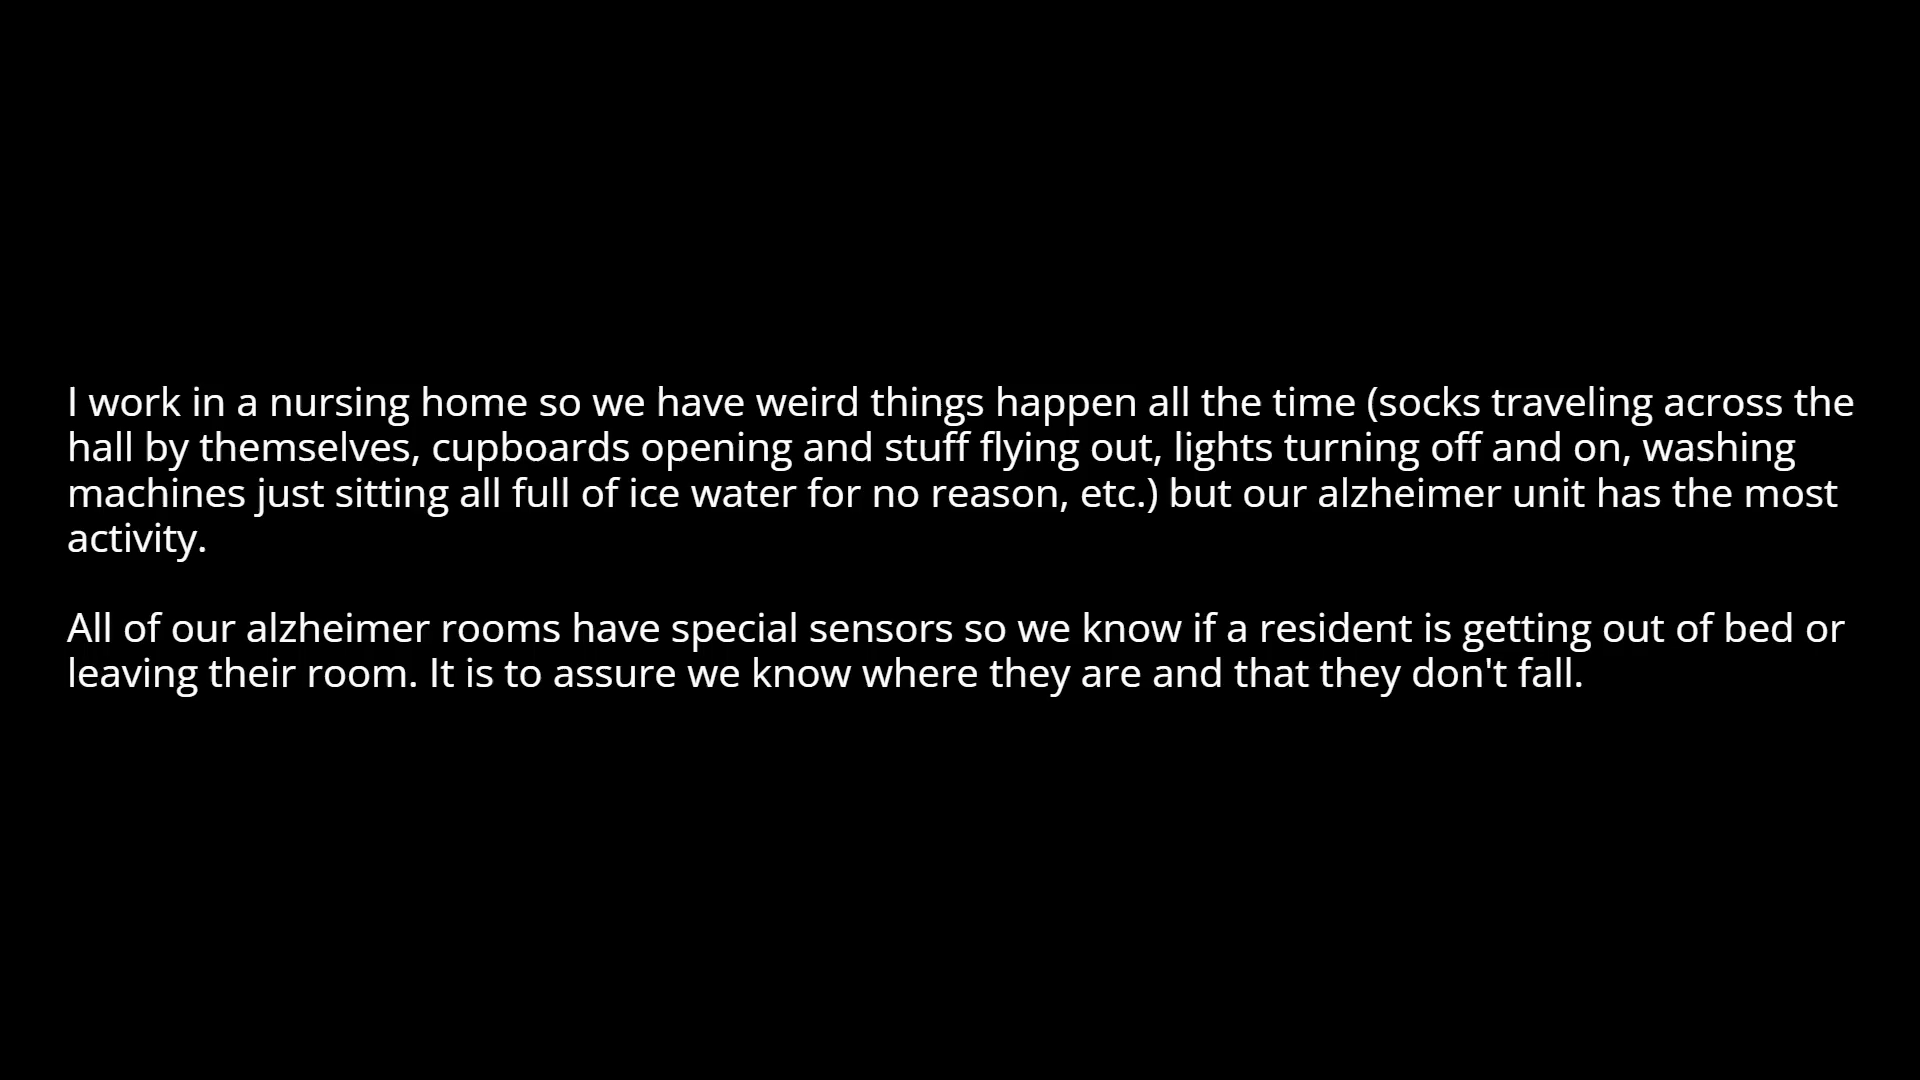 I work in a nursing home so we have weird things happen all the time (socks traveling across the
hall by themselves, cupboards opening and stuff flying out, lights turning off and on, washing
machines just sitting all full of ice water for no reason, etc.) but our alzheimer unit has the most
activity.
All of our alzheimer rooms have special sensors so we know if a resident is getting out of bed or
leaving their room. It is to assure we know where they are and that they don't fall.